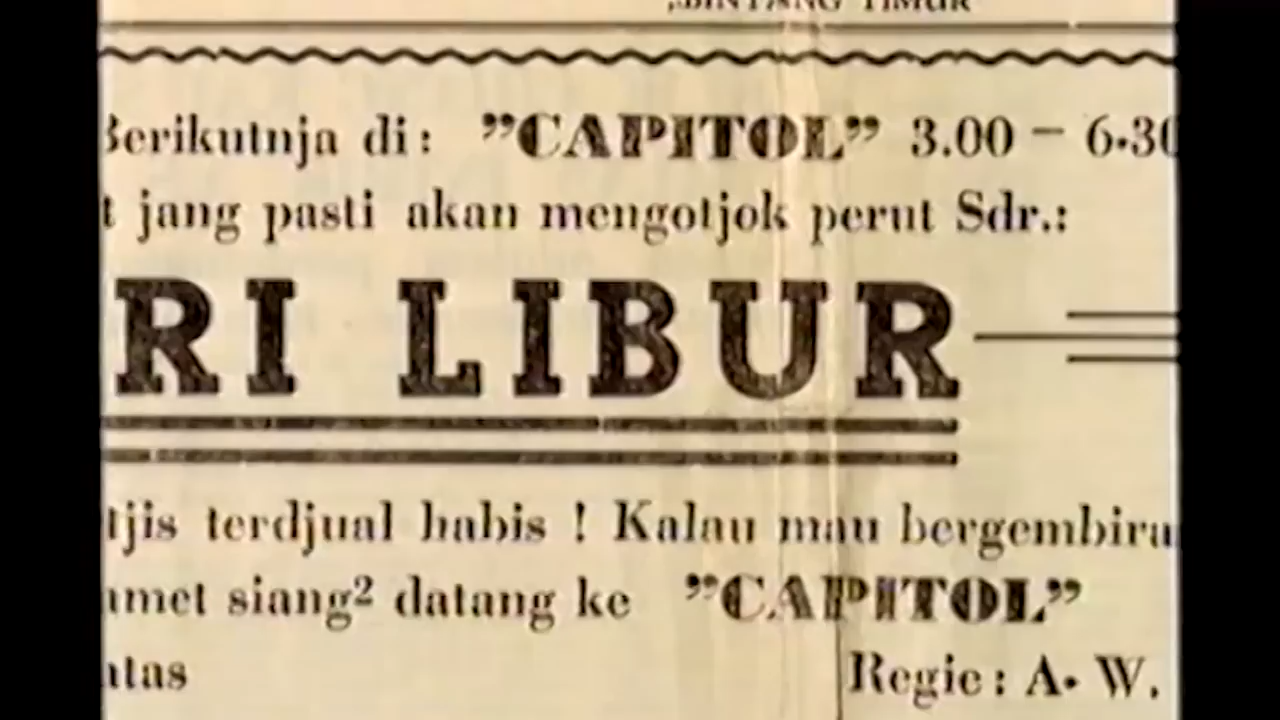 „BINTANG TIMUR"
Berikutnja di: "CAPITOL" 3.00 — 6.30
t jang pasti akan mengotjok perut Sdr.:
RI LIBUR
tjis terdjual habis ! Kalau mau bergembira
amet siang² datang ke "CAPITOL"
atas
Regie: A. W.